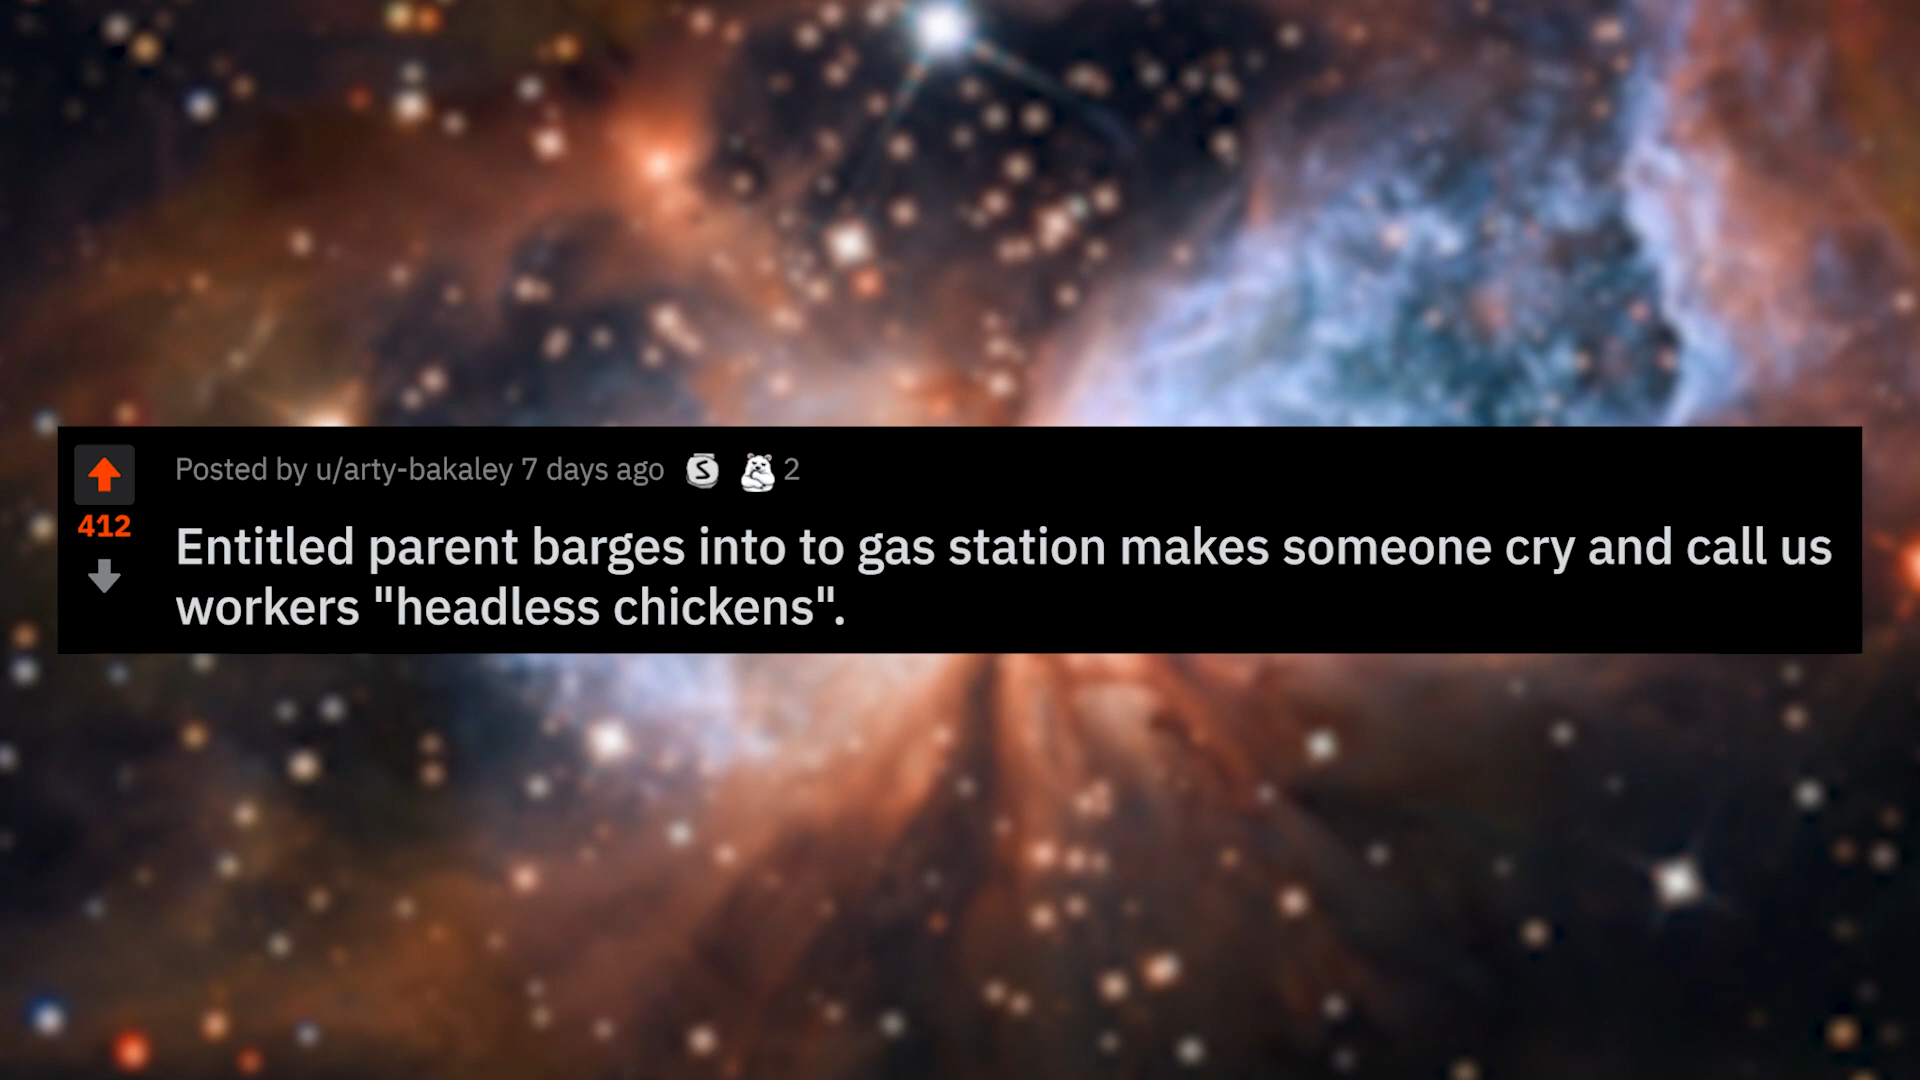 Posted by u/arty-bakaley 7 days ago S 2
412
Entitled parent barges into to gas station makes someone cry and call us
workers "headless chickens".